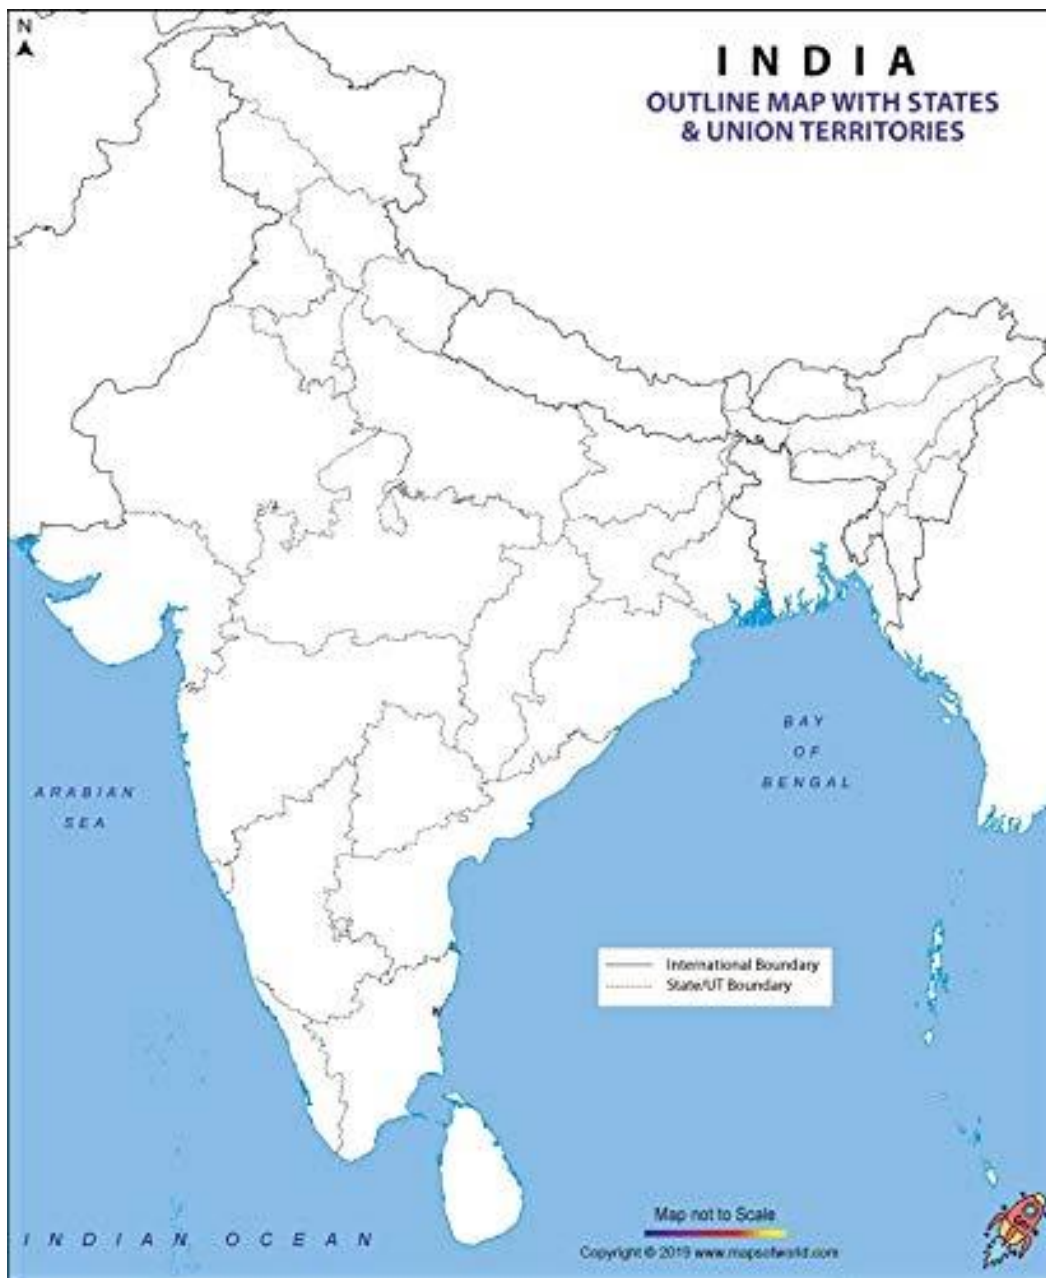 N
INDIA
OUTLINE MAP WITH STATES
& UNION TERRITORIES
BAY
OF
BENGAL
ARABIAN
SEA
International Boundary
State/UT Boundary
Map not to Scale
INDIAN OCEAN
Copyright © 2019 www.mapsofworld.com